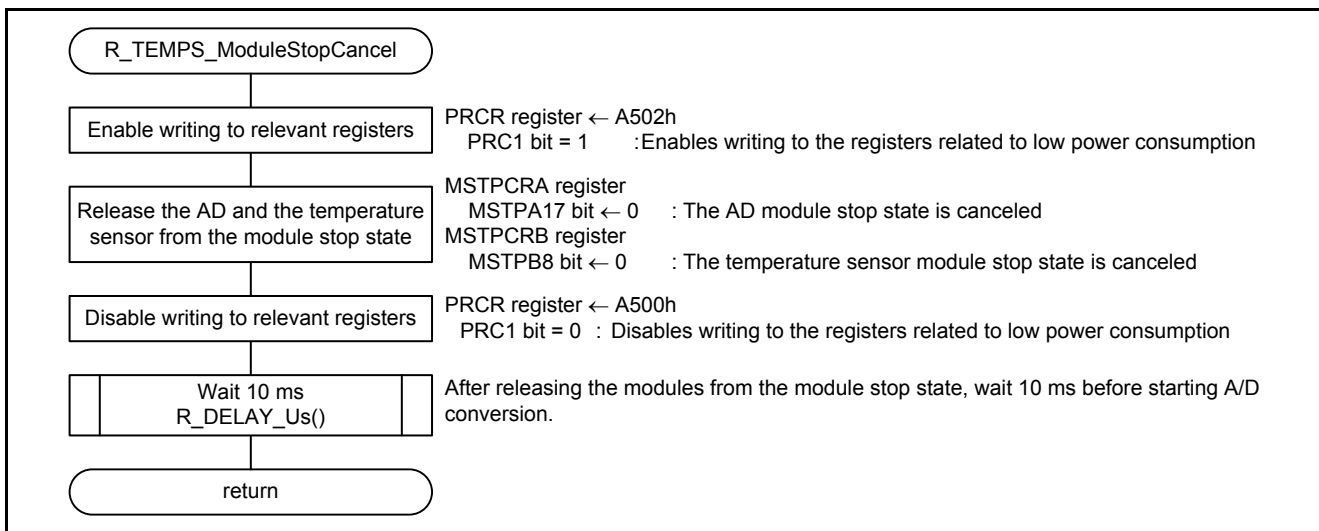 R_TEMPS_ModuleStopCancel
Enable writing to relevant registers
PRCR register ← A502h
PRC1 bit = 1 :Enables writing to the registers related to low power consumption
Release the AD and the temperature
sensor from the module stop state
MSTPCRA register
MSTPA17 bit ← 0 : The AD module stop state is canceled
MSTPCRB register
MSTPB8 bit ← 0 : The temperature sensor module stop state is canceled
Disable writing to relevant registers
PRCR register ← A500h
PRC1 bit = 0 : Disables writing to the registers related to low power consumption
Wait 10 ms
R_DELAY_Us()
After releasing the modules from the module stop state, wait 10 ms before starting A/D
conversion.
return